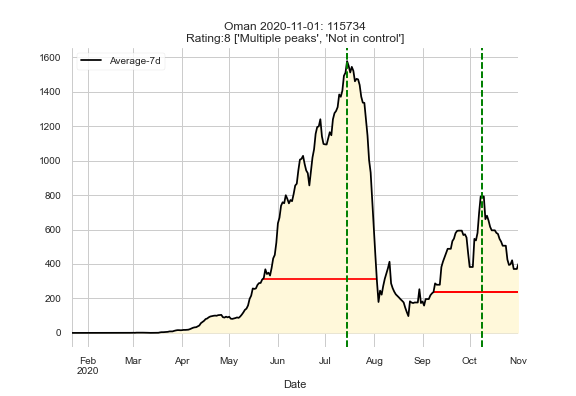 Oman 2020-11-01: 115734
Rating:8 ['Multiple peaks', 'Not in control']
Average-7d
1600
1400
1200
1000
800
600
400
200
0
Feb Mar Apr May Jun Jul Aug Sep Oct Nov
2020
Date